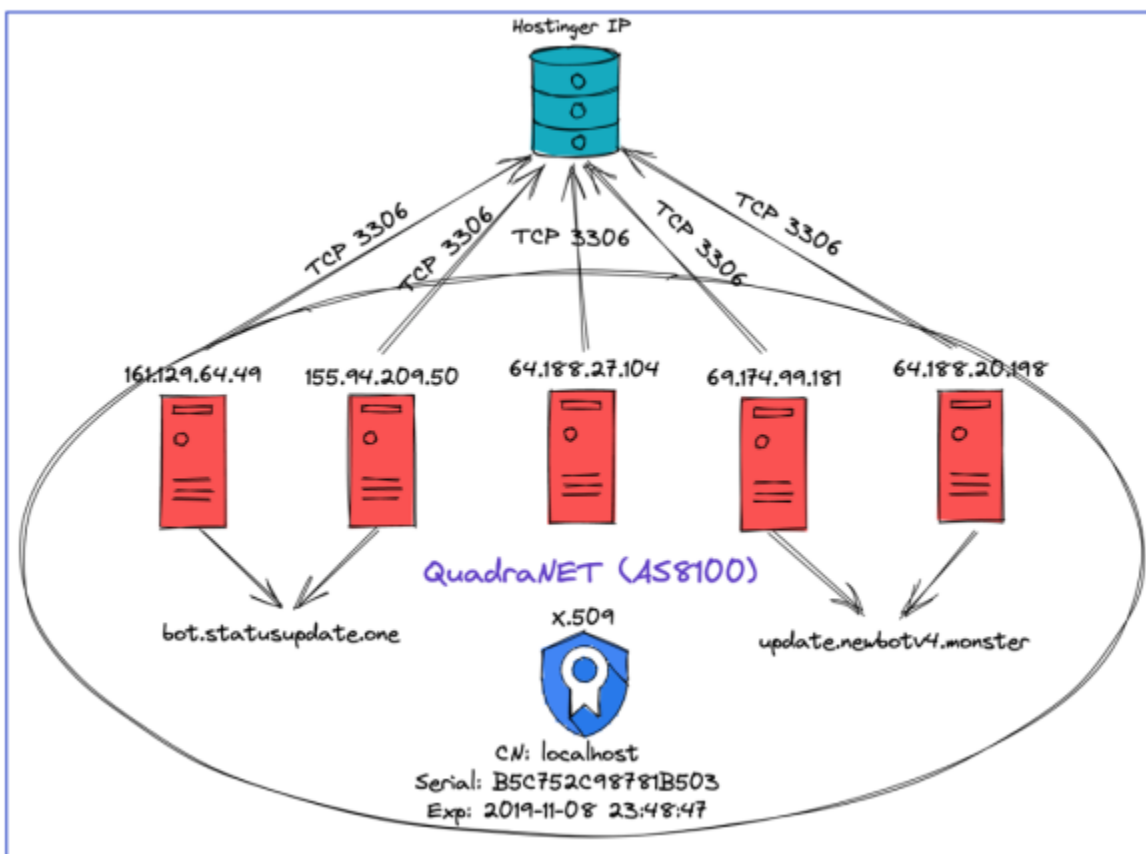 Hostinger IP
TCP 3306
TCP 3306
TCP 3306
TCP 3306
TCP 3306
161.129.64.49
155.94.209.50
64.188.27.104
69.174.99.181
64.188.20.198
QuadraNET (AS8100)
bot.statusupdate.one
x.509
update.newbotv4.monster
CN: localhost
Serial: B5C752C98781B503
Exp: 2019-11-08 23:48:47